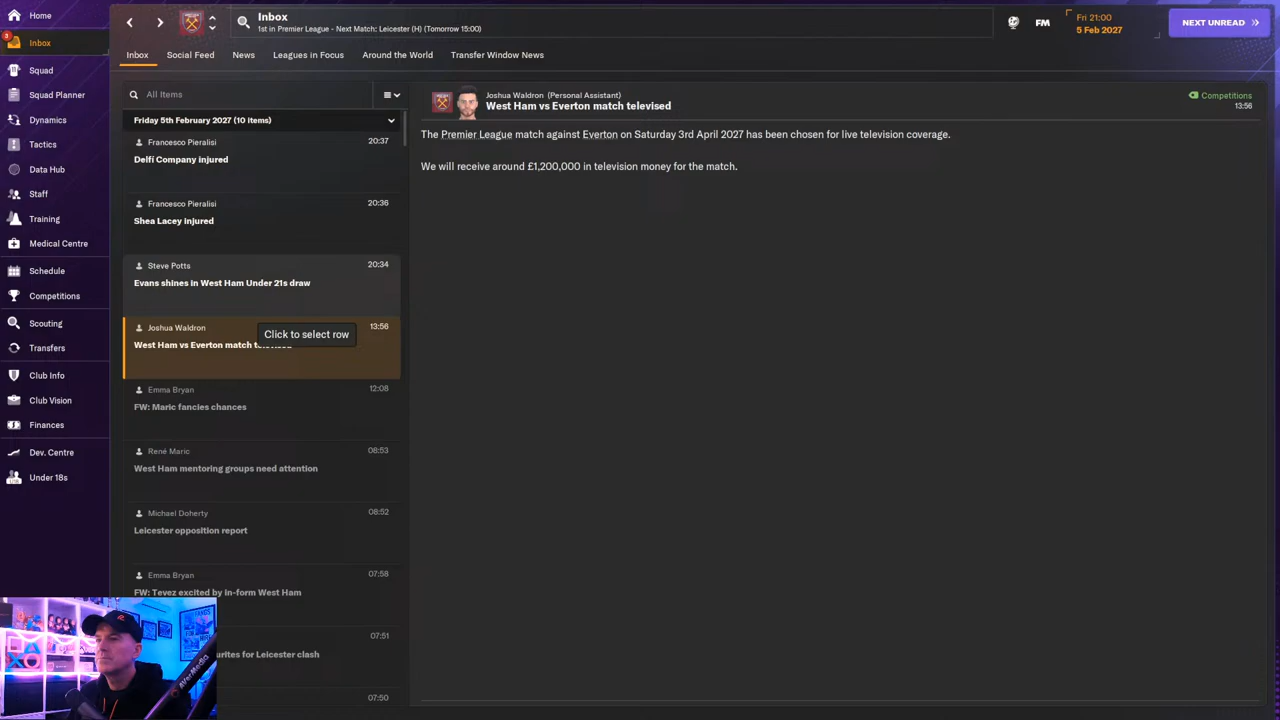 Home
Inbox
1st in Premier League - Next Match: Leicester (H) (Tomorrow 15:00)
FM
Fri 21:00
5 Feb 2027
NEXT UNREAD
3
Inbox
Squad
Squad Planner
Dynamics
Tactics
Data Hub
Staff
Training
Medical Centre
Schedule
Competitions
Scouting
Transfers
Club Info
Club Vision
Finances
Dev. Centre
Under 18s
Inbox
Social Feed
News
Leagues in Focus
Around the World
Transfer Window News
All Items
Friday 5th February 2027 (10 items)
Francesco Pieralisi
20:37
Delfi Company injured
Francesco Pieralisi
20:36
Shea Lacey injured
Steve Potts
20:34
Evans shines in West Ham Under 21s draw
Joshua Waldron
13:56
West Ham vs Everton match
Click to select row
Emma Bryan
12:08
FW: Maric fancies chances
René Maric
08:53
West Ham mentoring groups need attention
Michael Doherty
08:52
Leicester opposition report
Emma Bryan
07:58
FW: Tevez excited by in-form West Ham
07:51
for Leicester clash
07:50
Joshua Waldron (Personal Assistant)
West Ham vs Everton match televised
Competitions
13:56
The Premier League match against Everton on Saturday 3rd April 2027 has been chosen for live television coverage.
We will receive around £1,200,000 in television money for the match.
AVerMedia